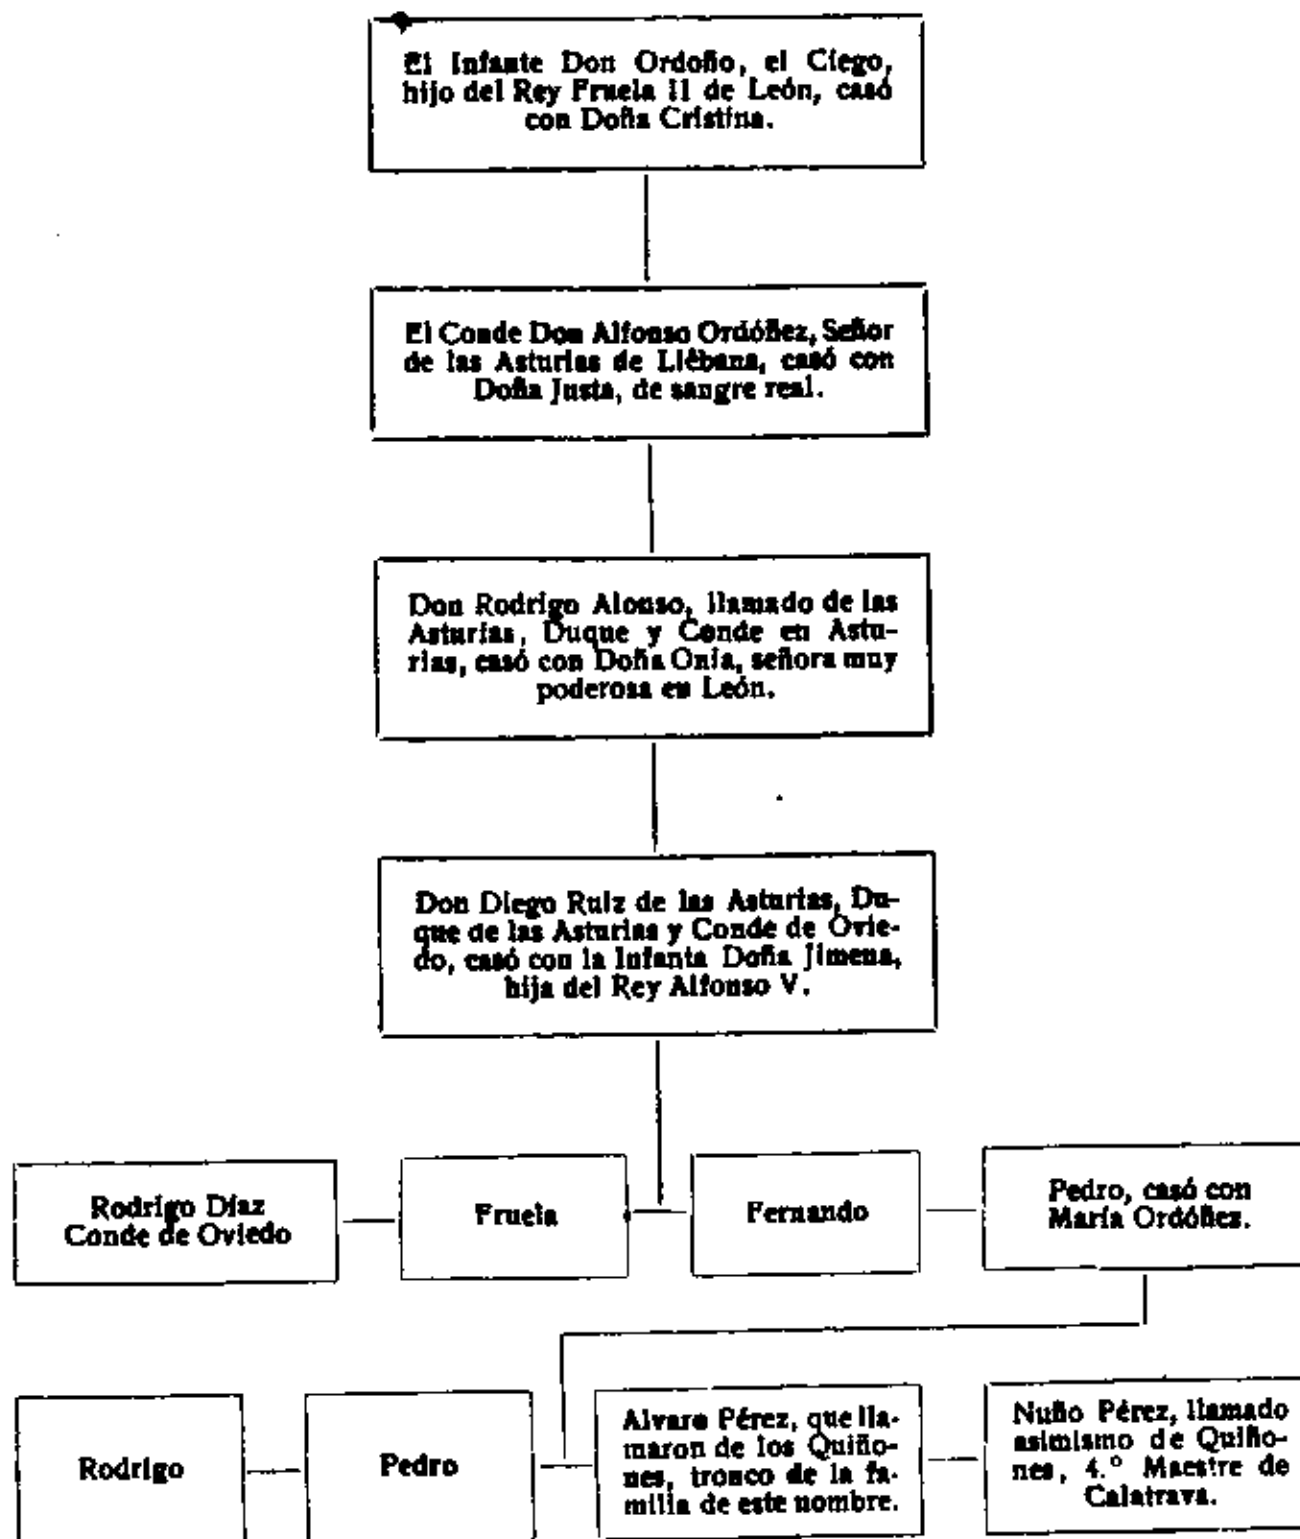 El Infante Don Ordoño, el Ciego,
hijo del Rey Fruela II de León, casó
con Doña Cristina.
El Conde Don Alfonso Ordóñez, Señor
de las Asturias de Liébana, casó con
Doña Justa, de sangre real.
Don Rodrigo Alonso, llamado de las
Asturias, Duque y Conde en Astu-
rias, casó con Doña Onia, señora muy
poderosa en León.
Don Diego Ruiz de las Asturias, Du-
que de las Asturias y Conde de Ovie-
do, casó con la Infanta Doña Jimena,
hija del Rey Alfonso V.
Rodrigo Díaz
Conde de Oviedo
Fruela
Fernando
Pedro, casó con
María Ordóñez.
Rodrigo
Pedro
Alvaro Pérez, que lla-
maron de los Quiño-
nes, tronco de la fa-
milia de este nombre.
Nuño Pérez, llamado
asimismo de Quiño-
nes, 4.° Maestre de
Calatrava.